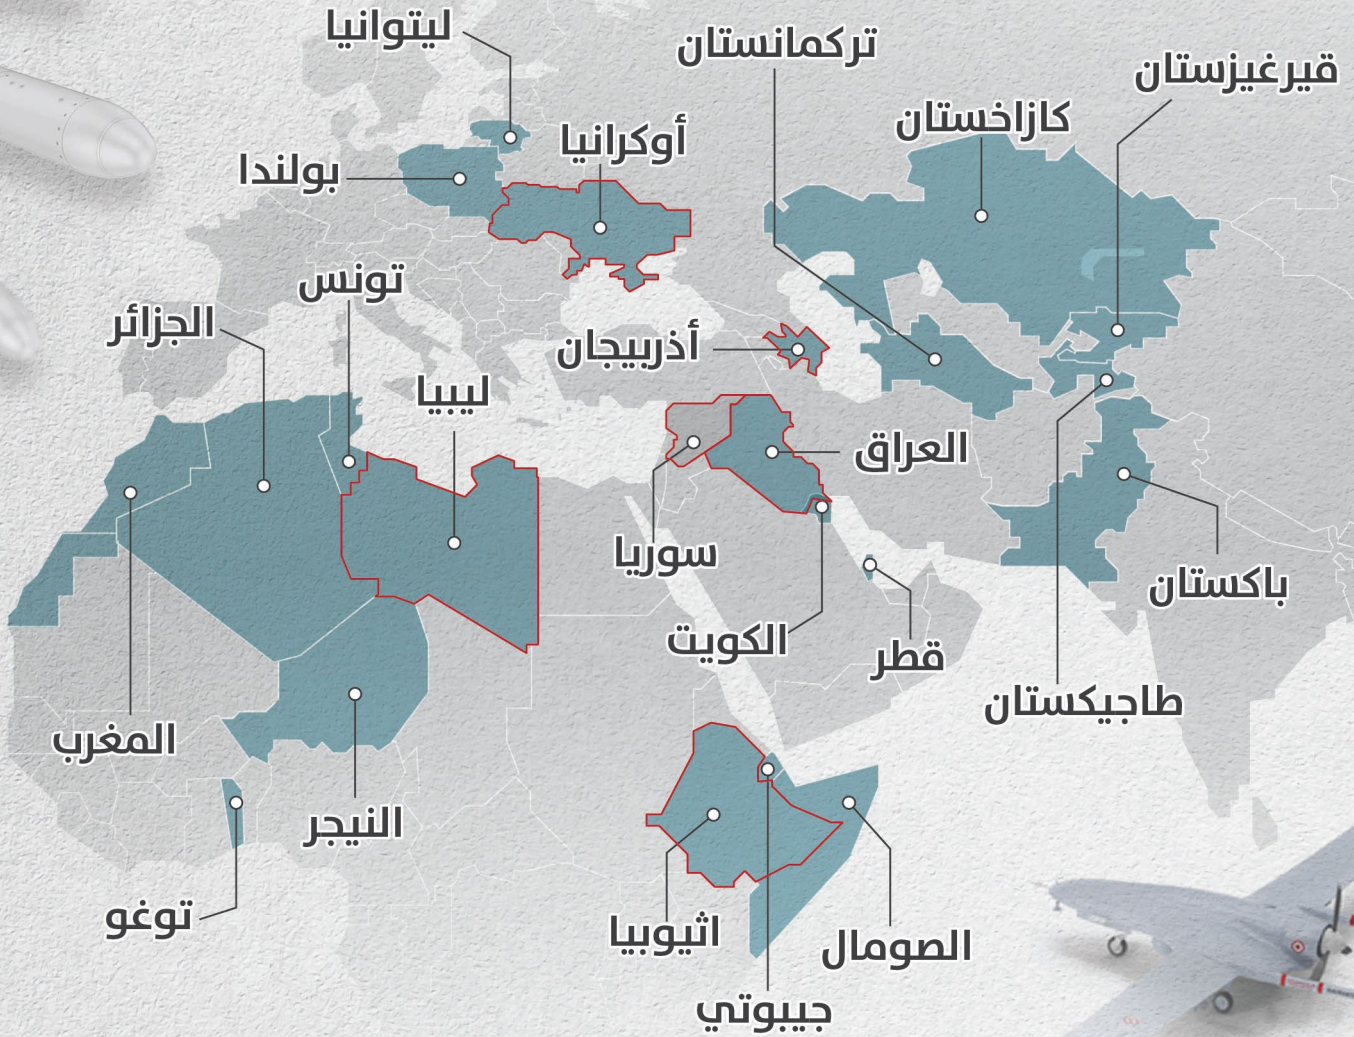 ليتوانيا
تركمانستان
قيرغيزستان
كازاخستان
أوكرانيا
بولندا
تونس
الجزائر
أذربيجان
ليبيا
العراق
سوريا
باكستان
الكويت
قطر
طاجيكستان
المغرب
النيجر
توغو
اثيوبيا
الصومال
جيبوتي